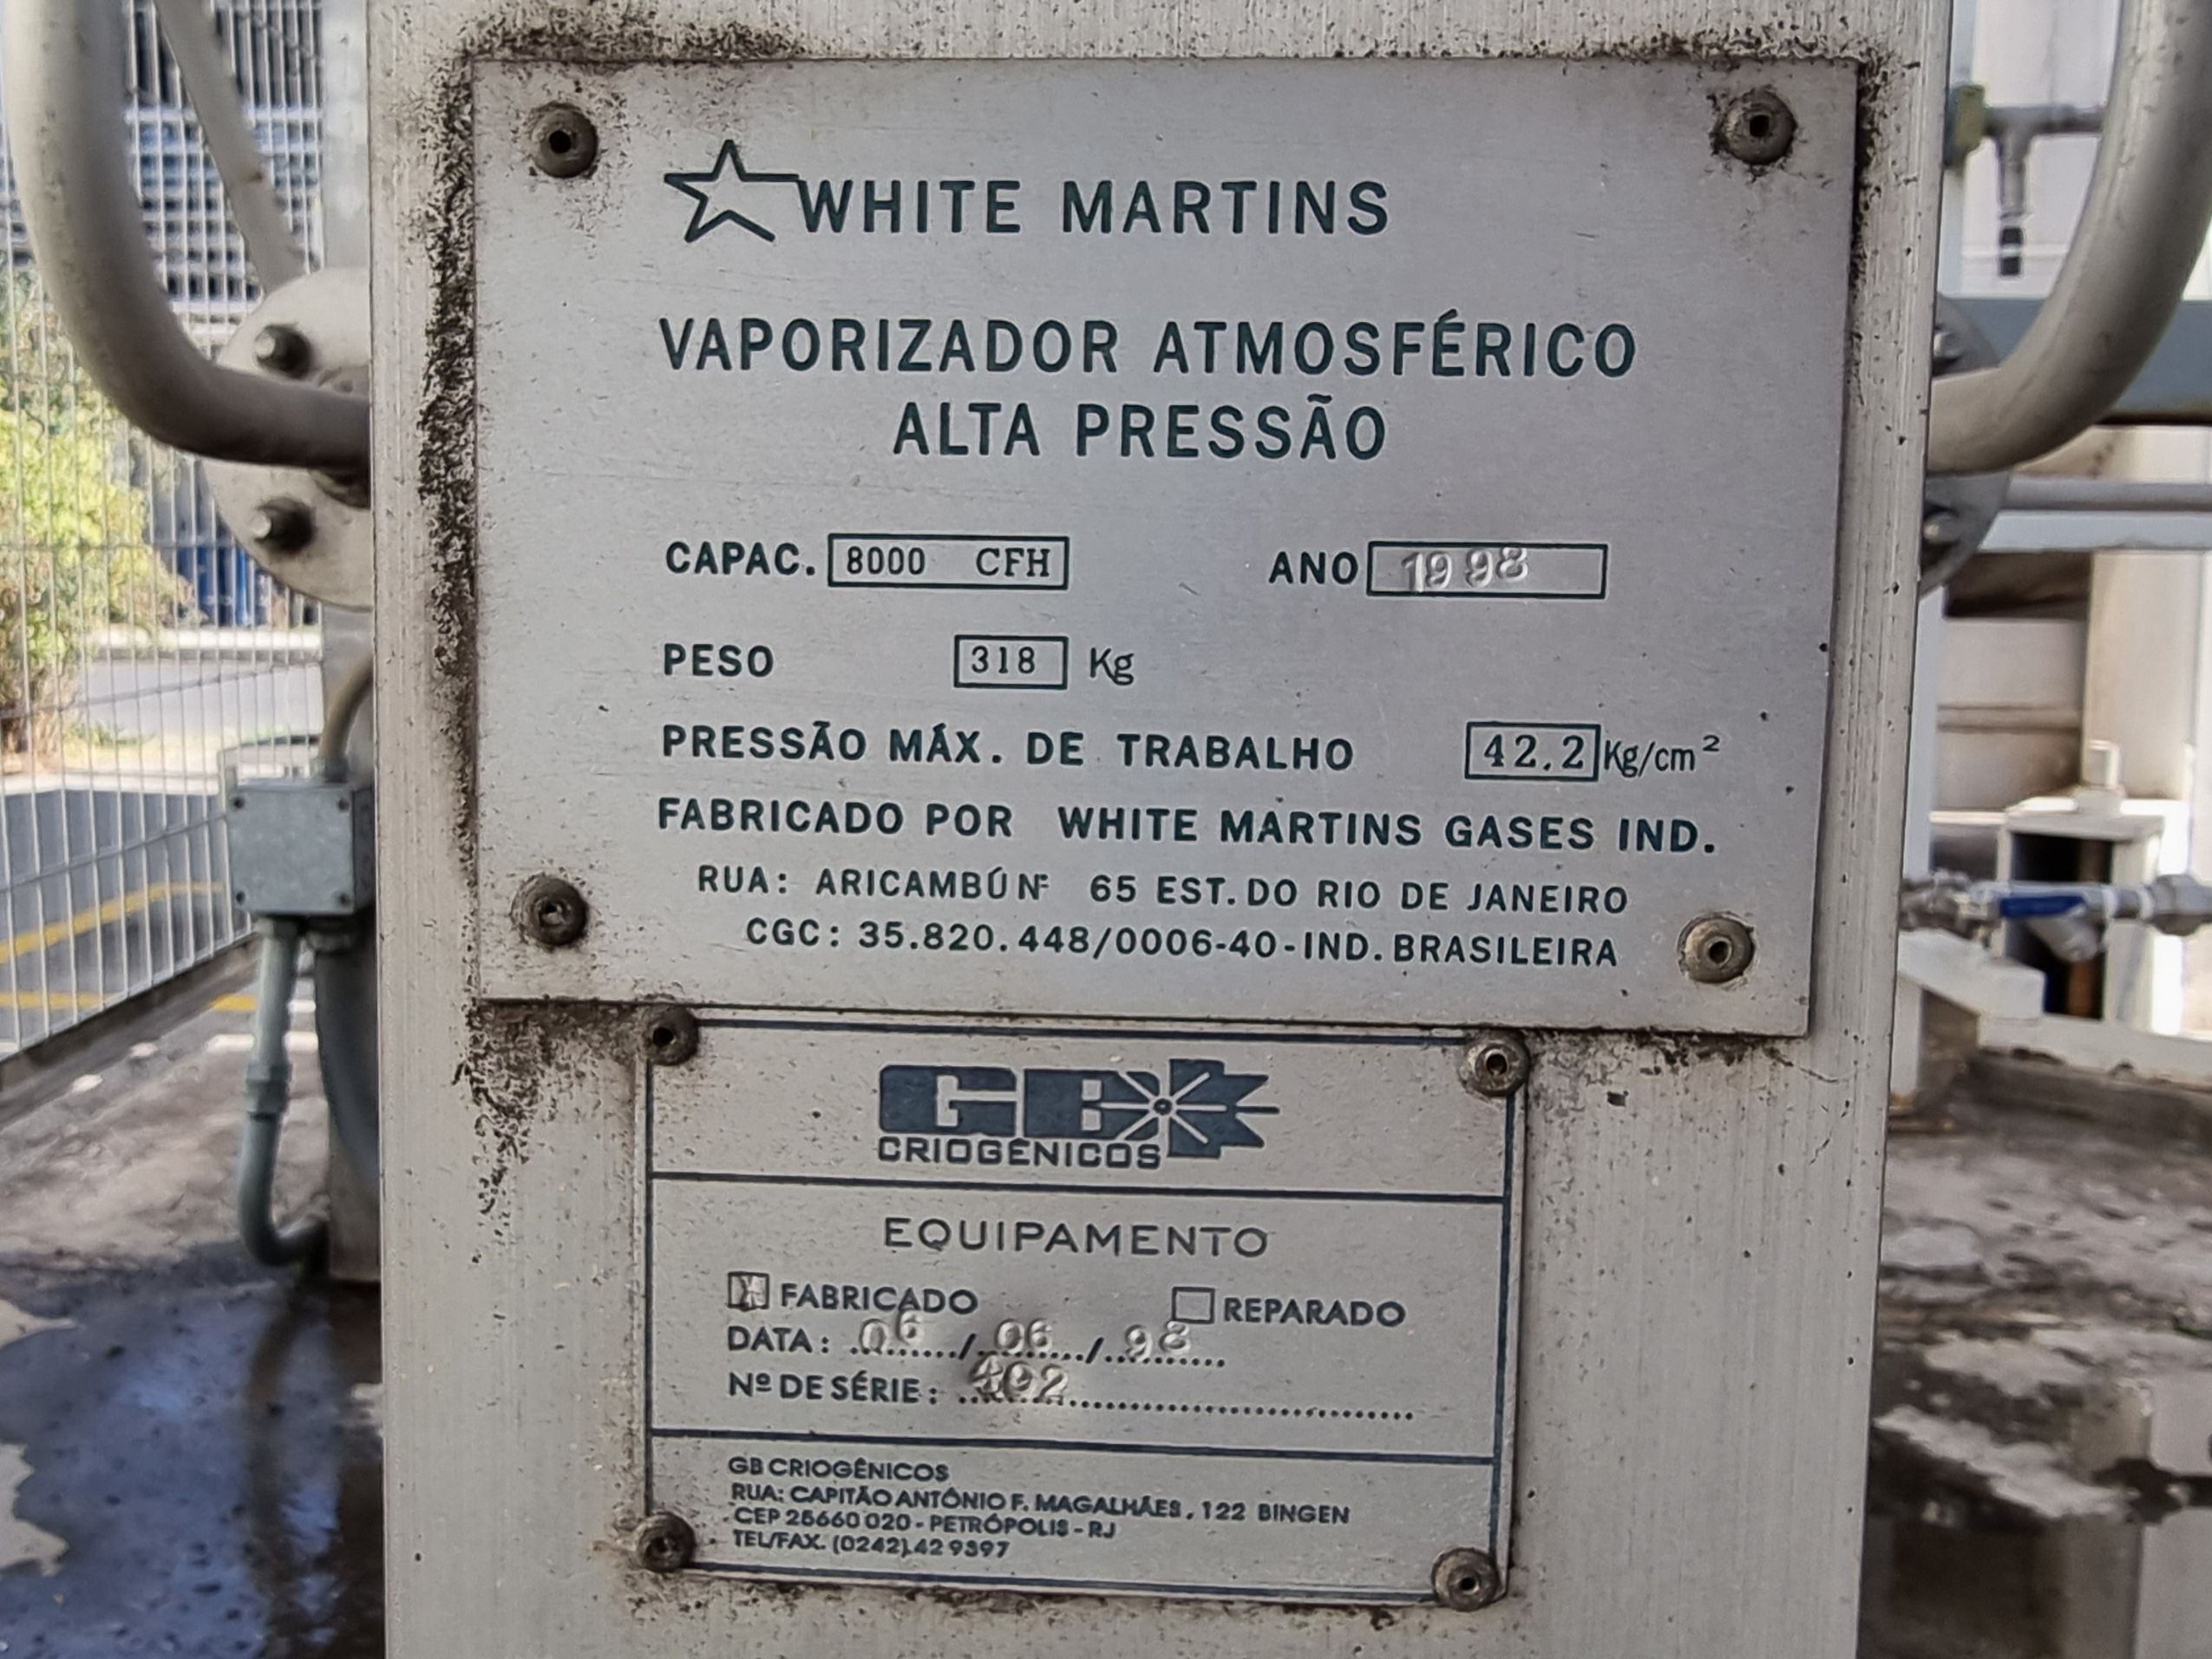 WHITE MARTINS
VAPORIZADOR ATMOSFÉRICO
ALTA PRESSÃO
CAPAC. 8000 CFH ANO 1998
PESO 318 Kg
PRESSÃO MÁX. DE TRABALHO 42.2 Kg/cm²
FABRICADO POR WHITE MARTINS GASES IND.
RUA: ARICAMBÚ Nº 65 EST. DO RIO DE JANEIRO
CGC: 35.820.448/0006-40-IND. BRASILEIRA
GB
CRIOGÊNICOS
EQUIPAMENTO
FABRICADO REPARADO
DATA: 06/06/98
Nº DE SÉRIE: 402
GB CRIOGÊNICOS
RUA: CAPITÃO ANTÔNIO F. MAGALHÃES, 122 BINGEN
CEP 25660 020 - PETRÓPOLIS - RJ
TEL/FAX. (0242) 42 9397